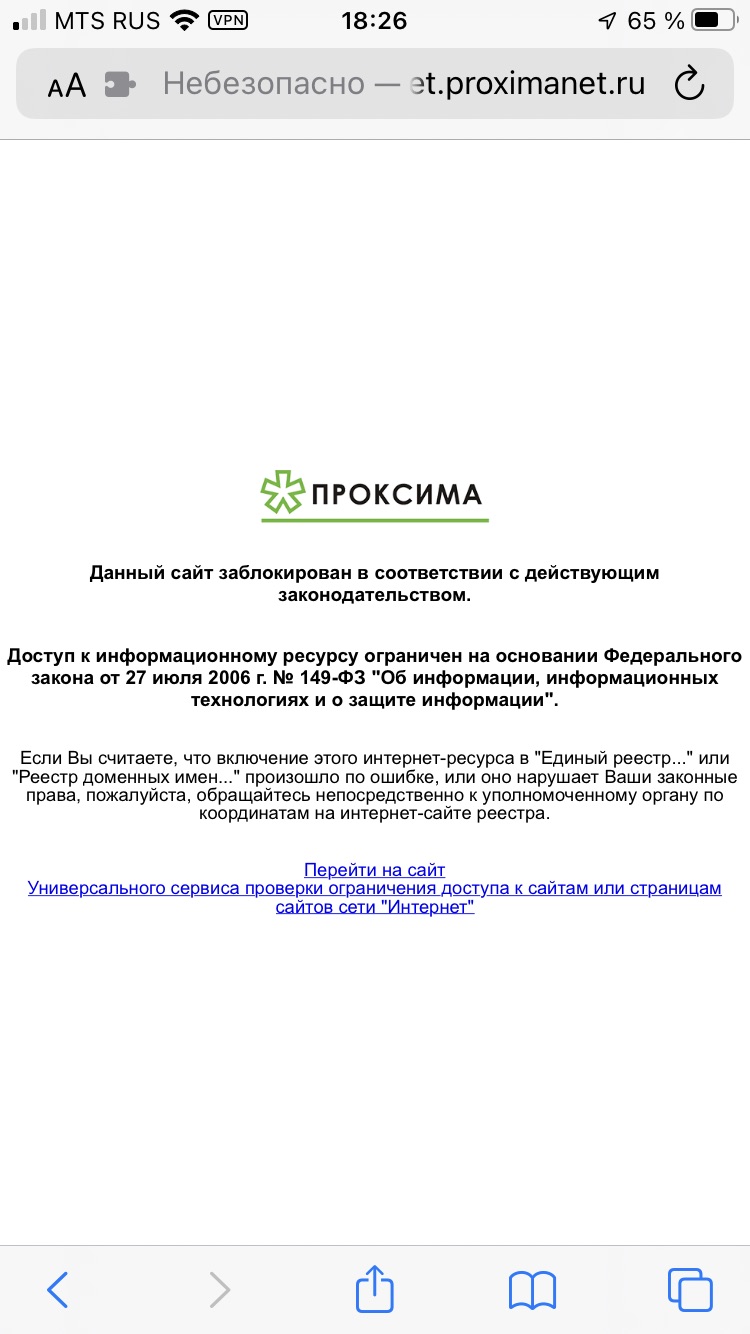 MTS RUS VPN 18:26 65 %
AA Небезопасно — et.proximanet.ru
ПРОКСИМА
Данный сайт заблокирован в соответствии с действующим
законодательством.
Доступ к информационному ресурсу ограничен на основании Федерального
закона от 27 июля 2006 г. № 149-ФЗ "Об информации, информационных
технологиях и о защите информации".
Если Вы считаете, что включение этого интернет-ресурса в "Единый реестр..." или
"Реестр доменных имен..." произошло по ошибке, или оно нарушает Ваши законные
права, пожалуйста, обращайтесь непосредственно к уполномоченному органу по
координатам на интернет-сайте реестра.
Перейти на сайт
Универсального сервиса проверки ограничения доступа к сайтам или страницам
сайтов сети "Интернет"